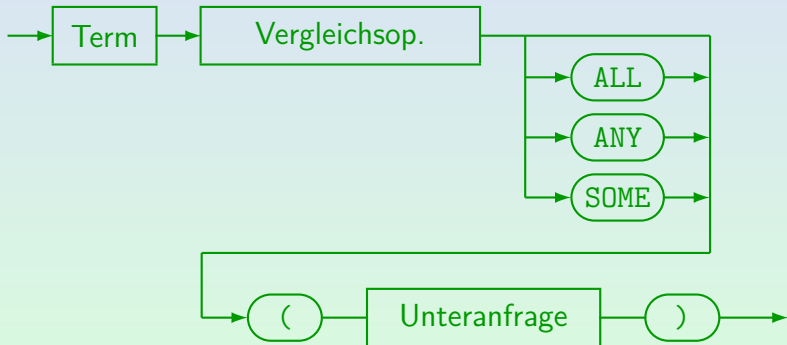 Term Vergleichsop.
ALL
ANY
SOME
( Unteranfrage )